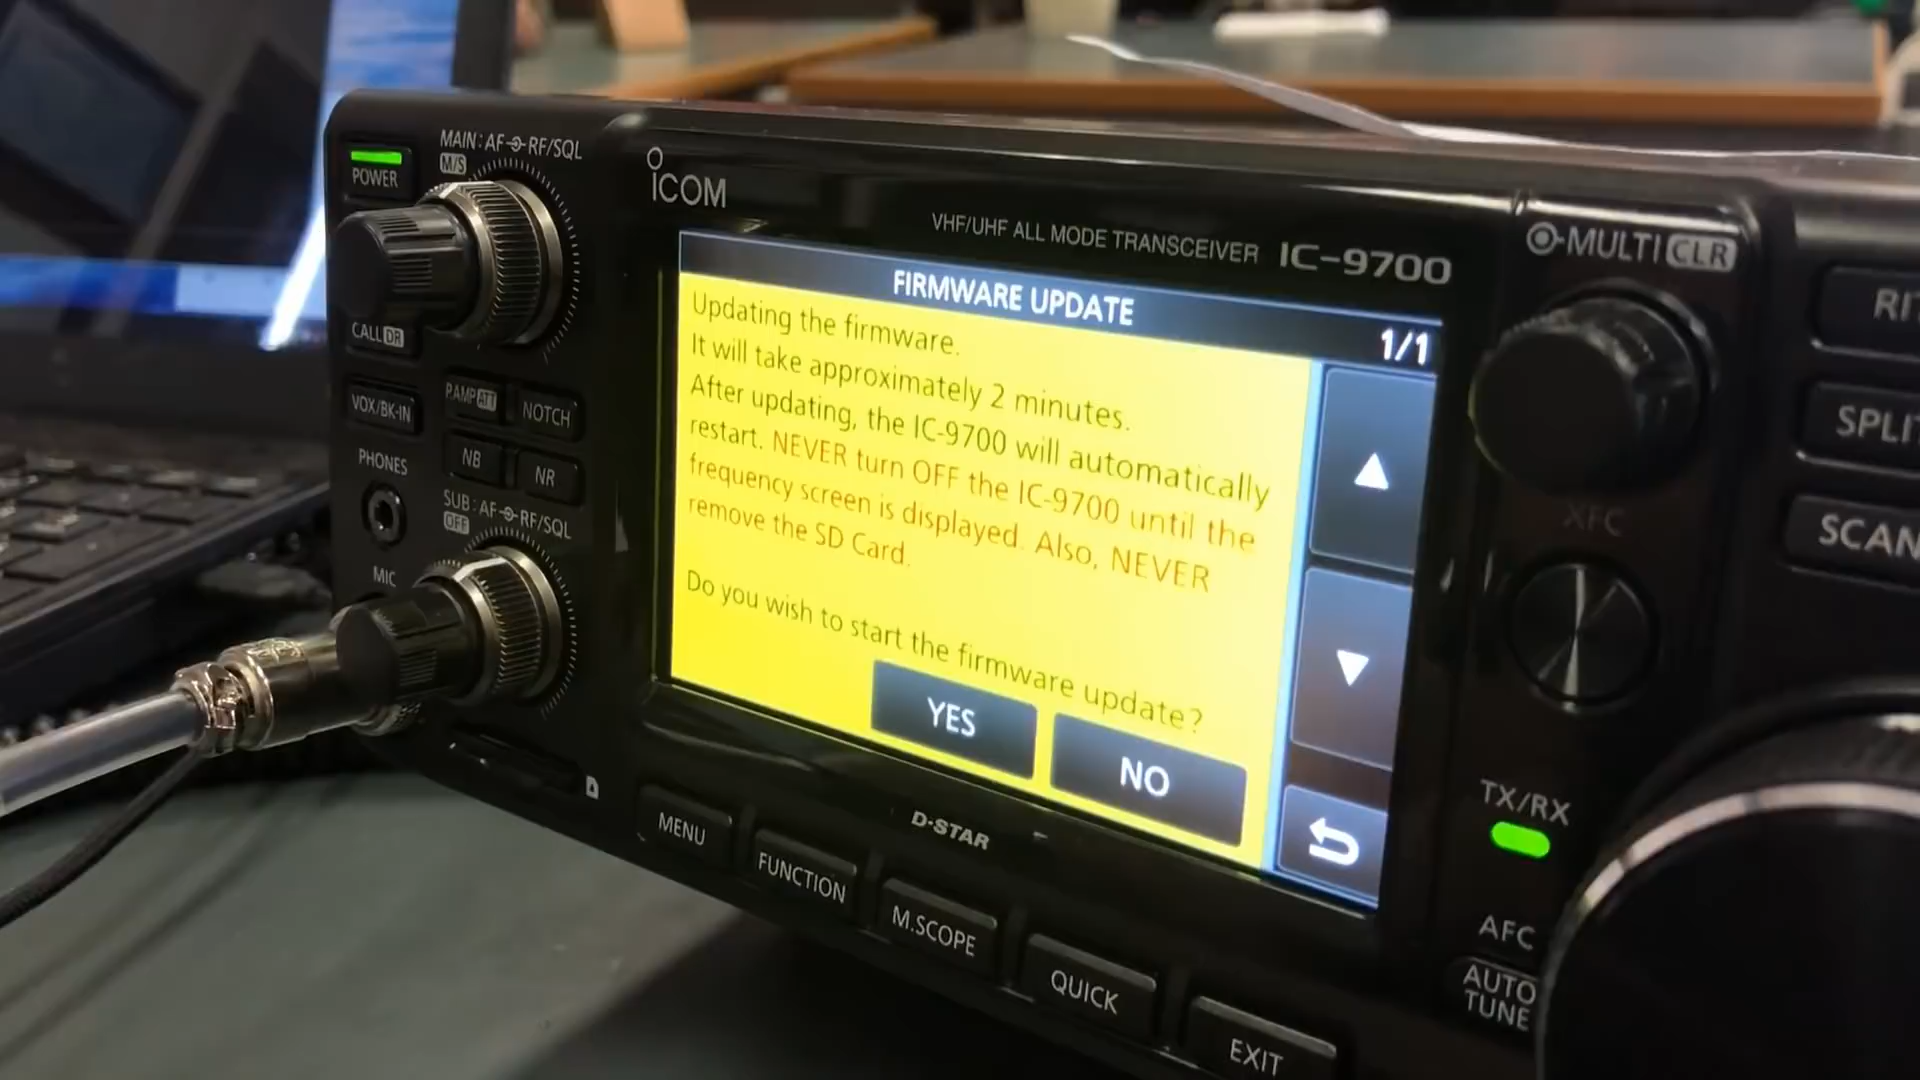 POWER
MAIN: AF RF/SQL
M/S
ICOM
VHF/UHF ALL MODE TRANSCEIVER IC-9700
MULTI CLR
FIRMWARE UPDATE
1/1
Updating the firmware.
It will take approximately 2 minutes.
After updating, the IC-9700 will automatically
restart. NEVER turn OFF the IC-9700 until the
frequency screen is displayed. Also, NEVER
remove the SD Card.
Do you wish to start the firmware update?
YES
NO
CALL DR
VOX/BK-IN
P.AMP ATT
NOTCH
NB
NR
PHONES
SUB: AF RF/SQL
OFF
MIC
XFC
SCAN
TX/RX
AFC
AUTO
TUNE
D-STAR
MENU
FUNCTION
M.SCOPE
QUICK
EXIT